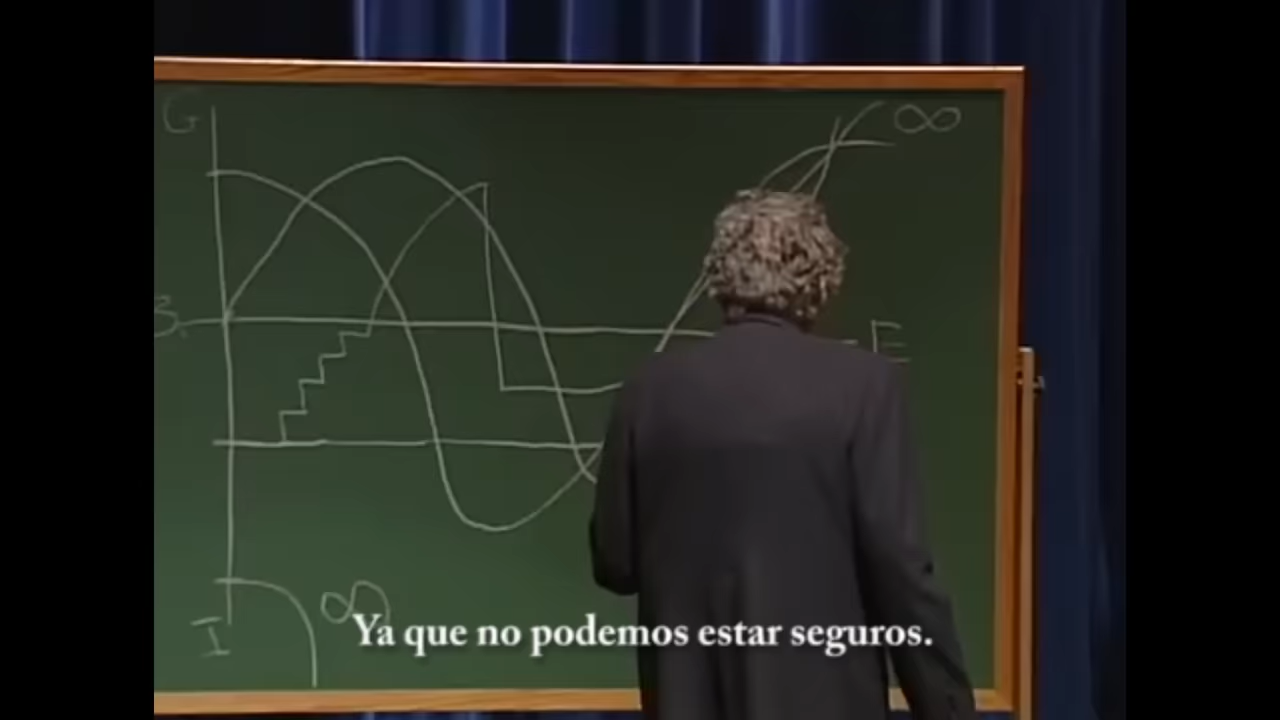 G
∞
B.
E
∞
I
Ya que no podemos estar seguros.